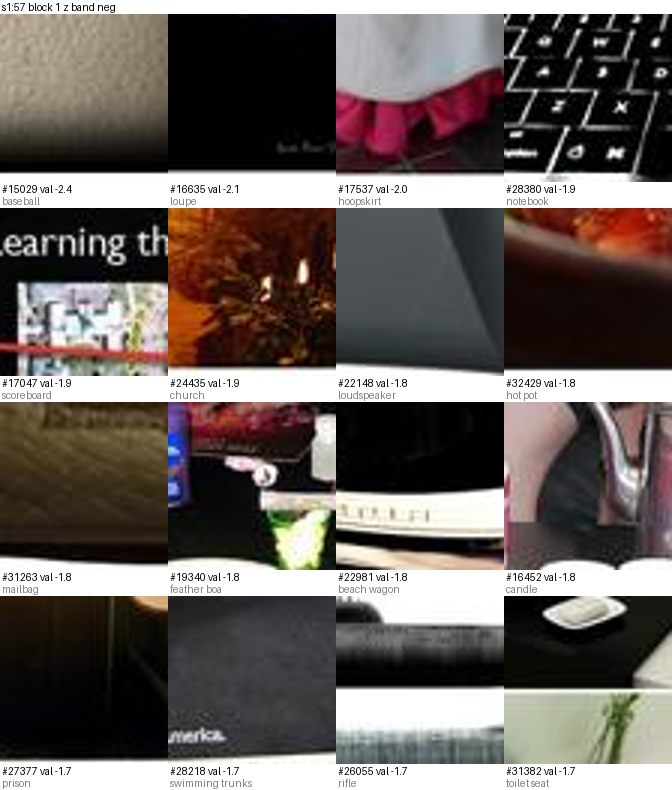 s1:57 block 1 z band neg
#15029 val -2.4
baseball
#16635 val -2.1
loupe
#17537 val -2.0
hoopskirt
#28380 val -1.9
notebook
W
A
S
D
Z
X
earning th
#17047 val -1.9
scoreboard
#24435 val -1.9
church
#22148 val -1.8
loudspeaker
#32429 val -1.8
hot pot
#31263 val -1.8
mailbag
#19340 val -1.8
feather boa
#22981 val -1.8
beach wagon
#16452 val -1.8
candle
merica.
#27377 val -1.7
prison
#28218 val -1.7
swimming trunks
#26055 val -1.7
rifle
#31382 val -1.7
toilet seat